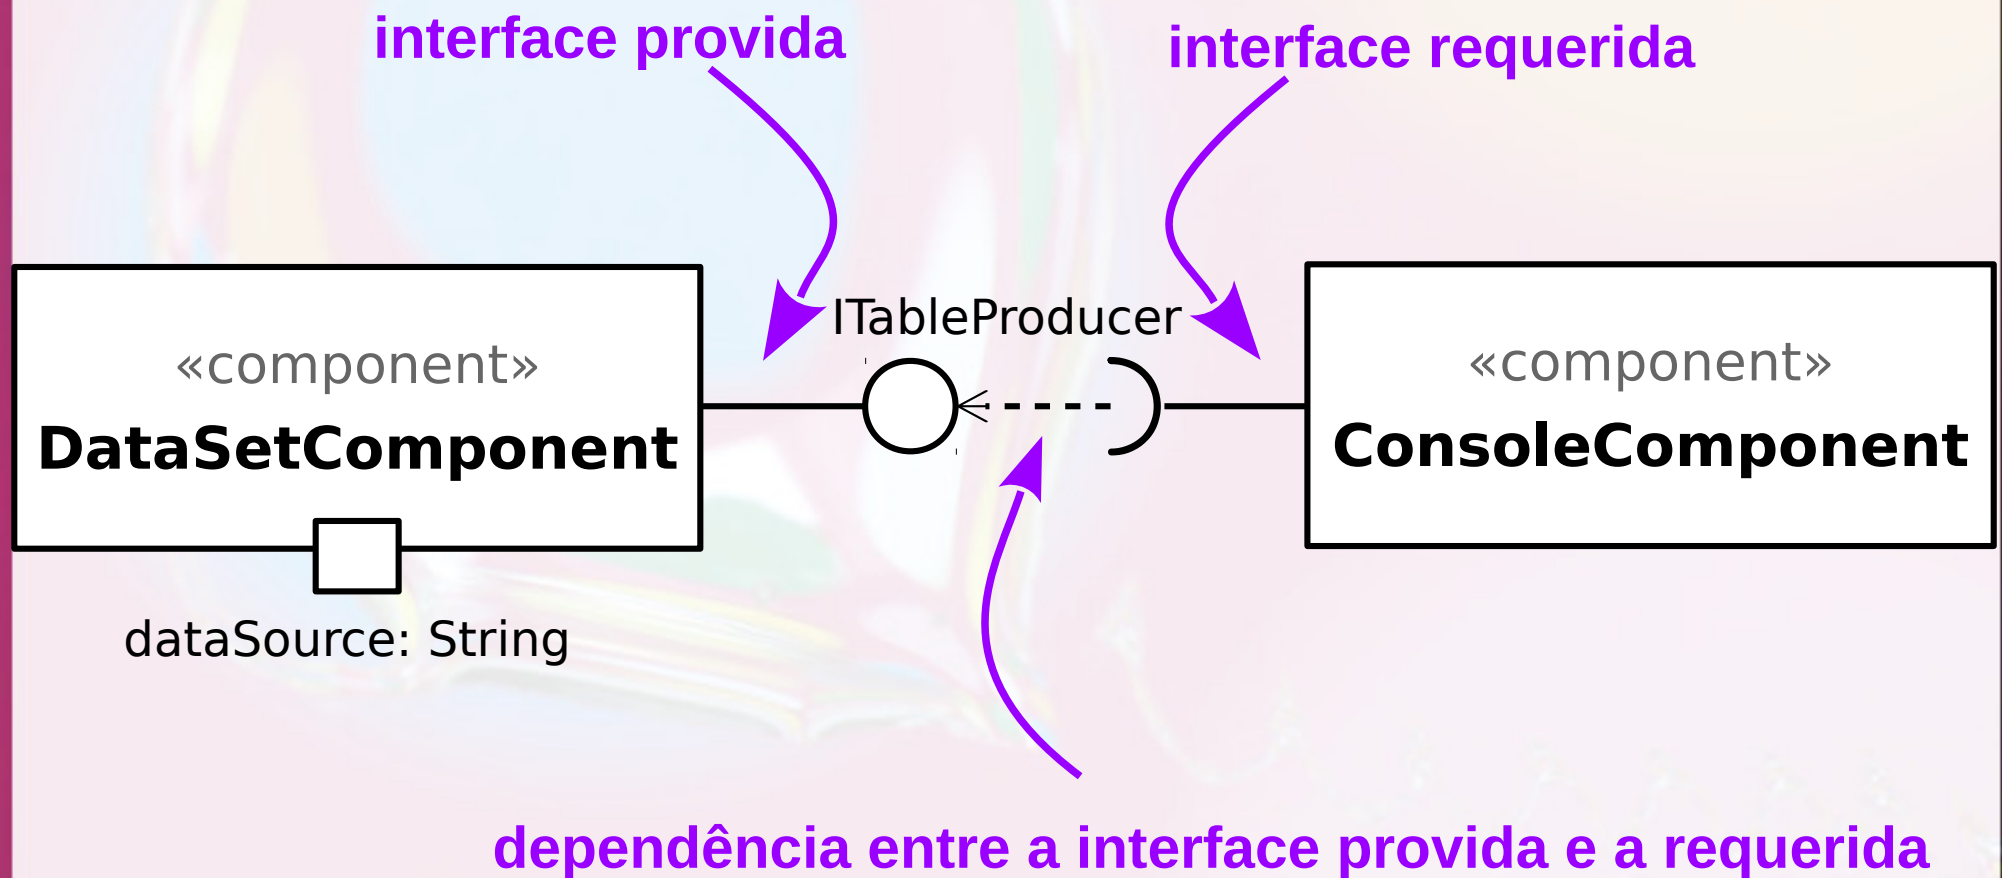 interface provida
interface requerida
ITableProducer
«component»
DataSetComponent
«component»
ConsoleComponent
dataSource: String
dependência entre a interface provida e a requerida